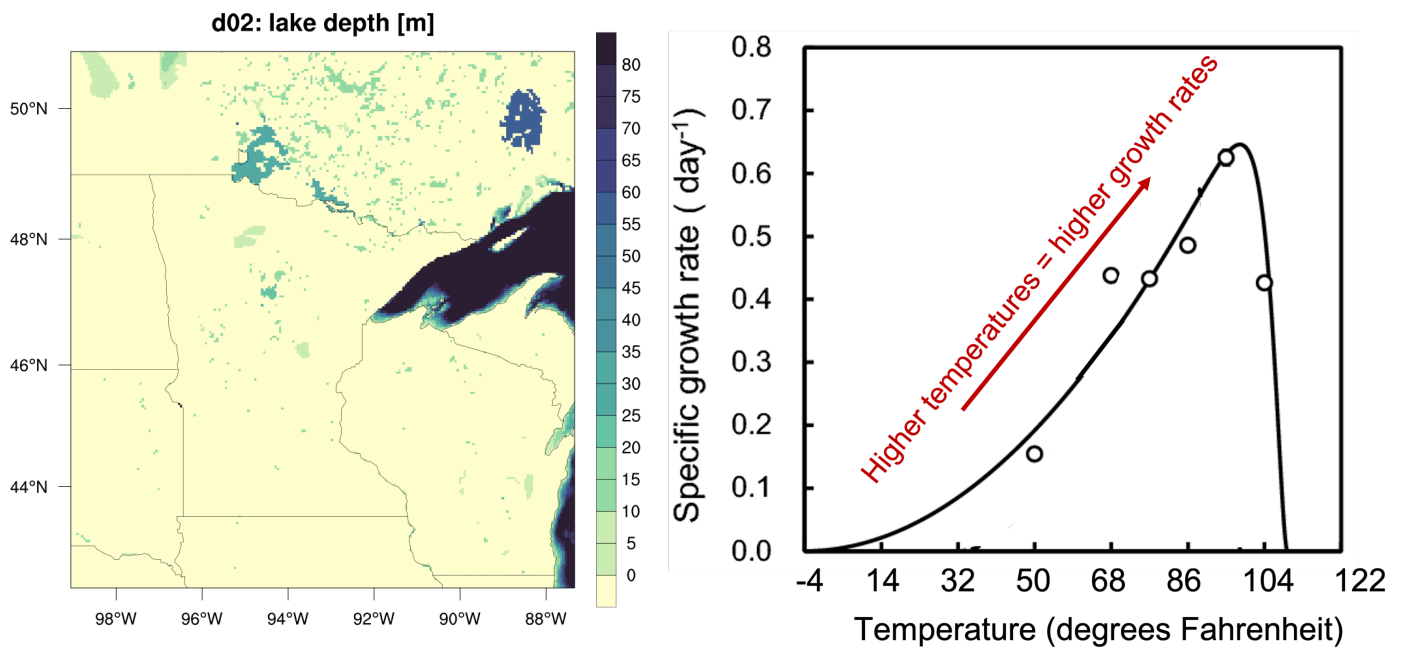 d02: lake depth [m]
50°N
48°N
46°N
44°N
98°W 96°W 94°W 92°W 90°W 88°W
80
75
70
65
60
55
50
45
40
35
30
25
20
15
10
5
0
Specific growth rate ( day-1)
0.8
0.7
0.6
0.5
0.4
0.3
0.2
0.1
0.0
Higher temperatures = higher growth rates
-4 14 32 50 68 86 104 122
Temperature (degrees Fahrenheit)